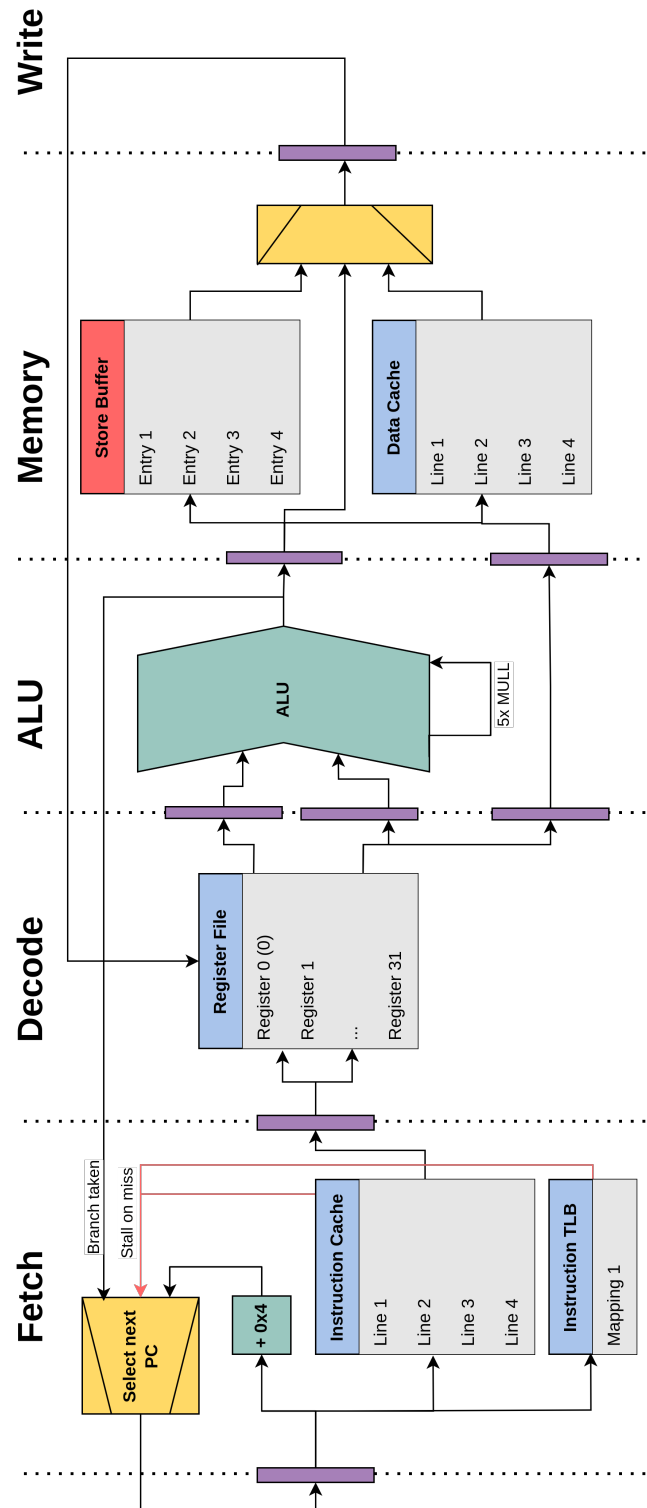 Fetch
Decode
ALU
Memory
Write
Select next
PC
Branch taken
Stall on miss
+ 0x4
Instruction Cache
Line 1
Line 2
Line 3
Line 4
Instruction TLB
Mapping 1
Register File
Register 0 (0)
Register 1
...
Register 31
ALU
5x MULL
Store Buffer
Entry 1
Entry 2
Entry 3
Entry 4
Data Cache
Line 1
Line 2
Line 3
Line 4